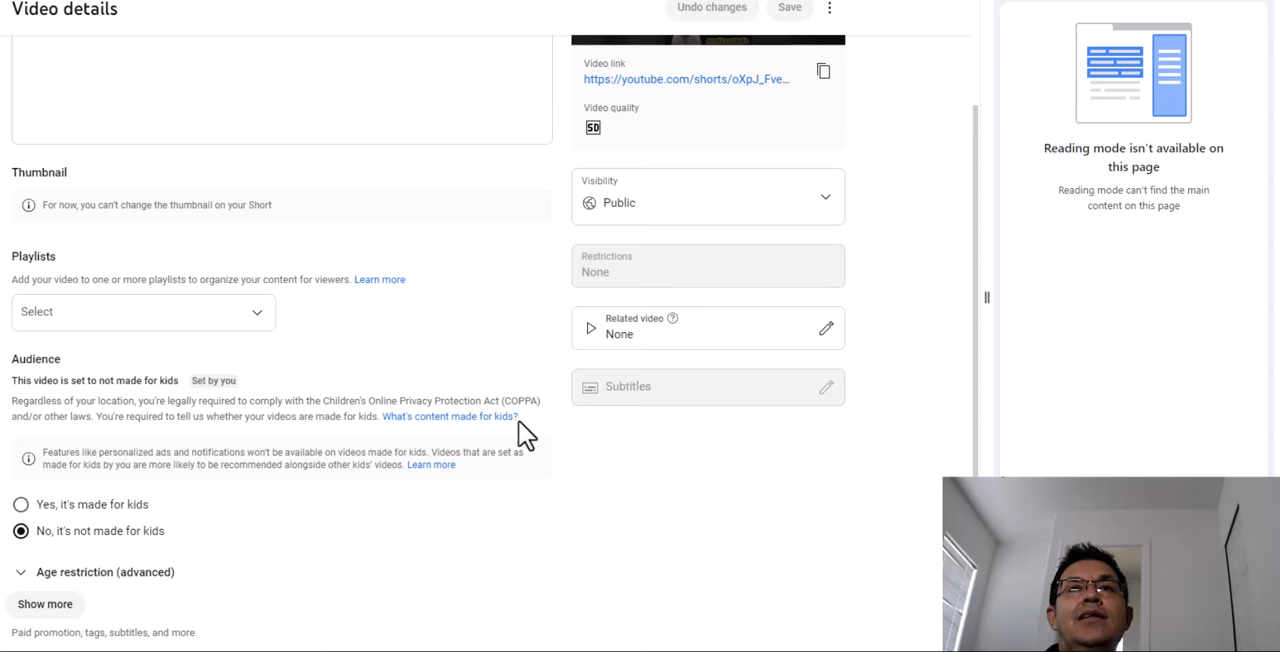 Video details
Undo changes
Save
Video link
https://youtube.com/shorts/oXpJ_Fve...
Video quality
SD
Thumbnail
For now, you can't change the thumbnail on your Short
Visibility
Public
Playlists
Add your video to one or more playlists to organize your content for viewers. Learn more
Select
Restrictions
None
Related video
None
Subtitles
Audience
This video is set to not made for kids Set by you
Regardless of your location, you're legally required to comply with the Children's Online Privacy Protection Act (COPPA)
and/or other laws. You're required to tell us whether your videos are made for kids. What's content made for kids?
Features like personalized ads and notifications won't be available on videos made for kids. Videos that are set as
made for kids by you are more likely to be recommended alongside other kids' videos. Learn more
Yes, it's made for kids
No, it's not made for kids
Age restriction (advanced)
Show more
Paid promotion, tags, subtitles, and more
Reading mode isn't available on
this page
Reading mode can't find the main
content on this page